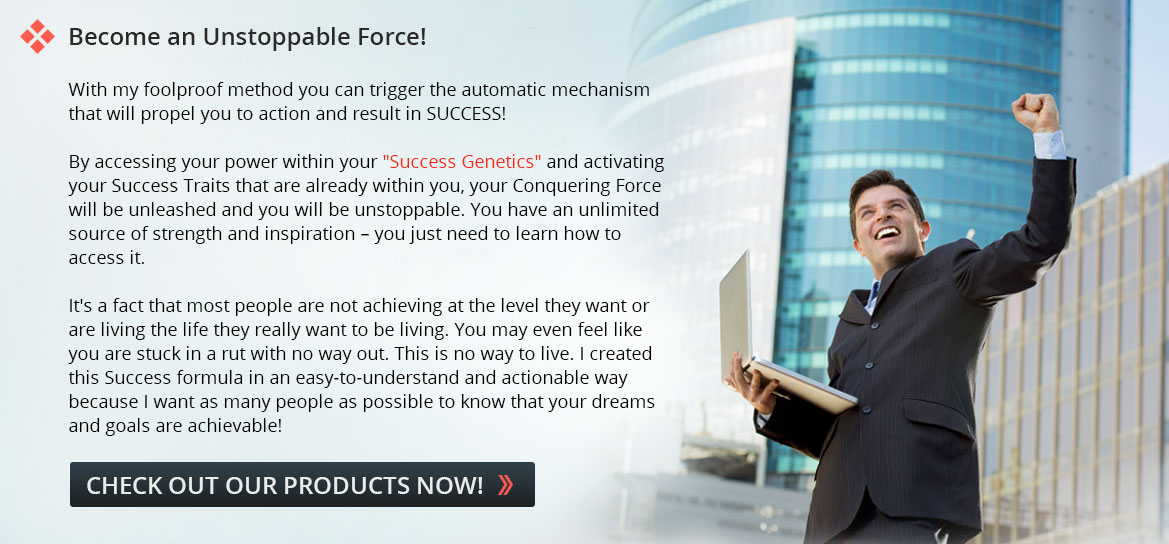 Become an Unstoppable Force!
With my foolproof method you can trigger the automatic mechanism
that will propel you to action and result in SUCCESS!
By accessing your power within your "Success Genetics" and activating
your Success Traits that are already within you, your Conquering Force
will be unleashed and you will be unstoppable. You have an unlimited
source of strength and inspiration – you just need to learn how to
access it.
It's a fact that most people are not achieving at the level they want or
are living the life they really want to be living. You may even feel like
you are stuck in a rut with no way out. This is no way to live. I created
this Success formula in an easy-to-understand and actionable way
because I want as many people as possible to know that your dreams
and goals are achievable!
CHECK OUT OUR PRODUCTS NOW!